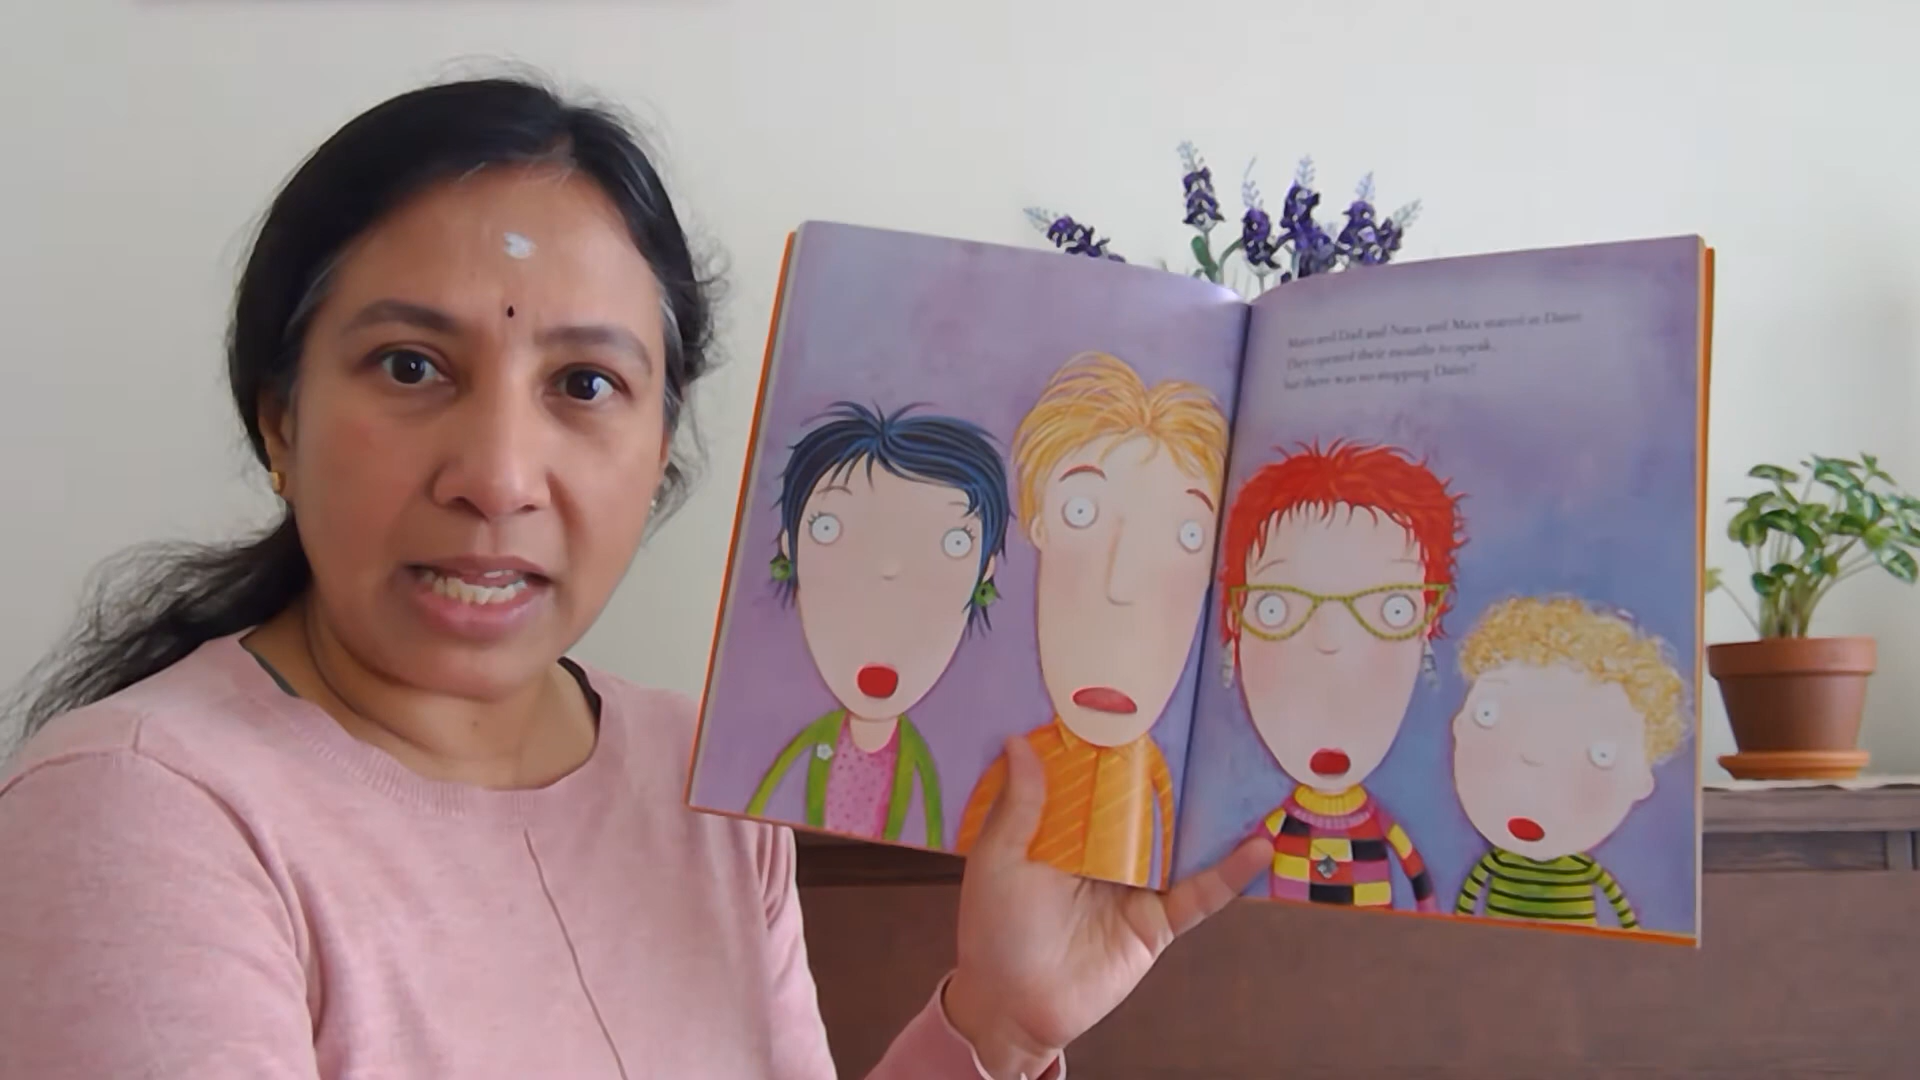 Mum and Dad and Nana and Max stared at Daisy.
They opened their mouths to speak,
but there was no stopping Daisy!